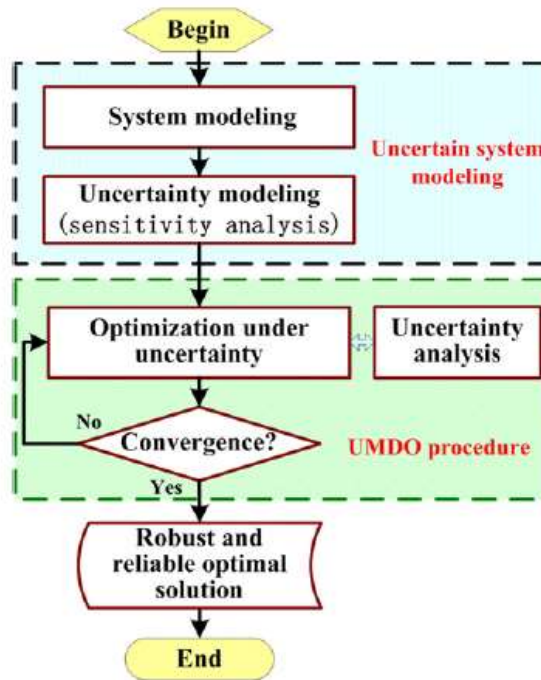 Begin
System modeling
Uncertain system
modeling
Uncertainty modeling
(sensitivity analysis)
Optimization under
uncertainty
Uncertainty
analysis
No
Convergence?
UMDO procedure
Yes
Robust and
reliable optimal
solution
End